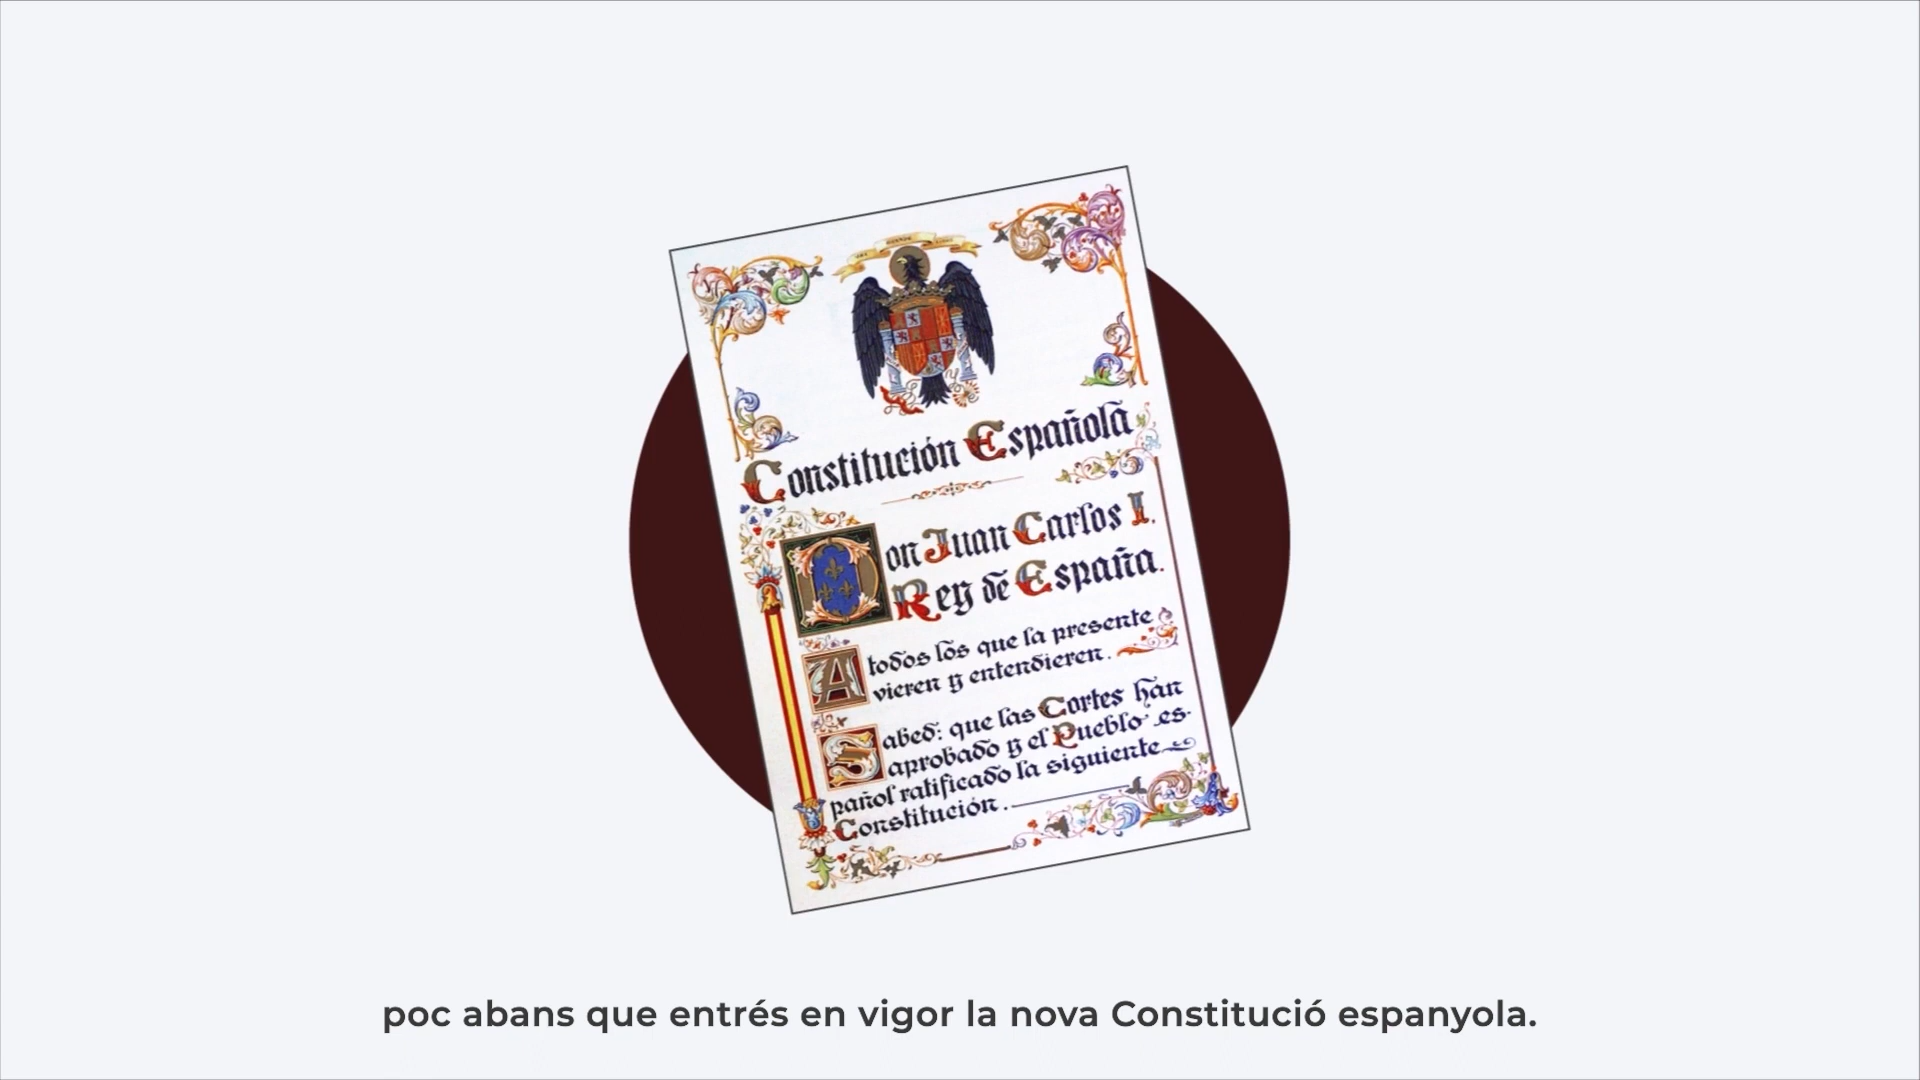 Constitución Española
Don Juan Carlos I.
Rey de España.
A todos los que la presente
vieren y entendieren.
Sabed: que las Cortes han
aprobado y el Pueblo es-
pañol ratificado la siguiente
Constitución.
poc abans que entrés en vigor la nova Constitució espanyola.